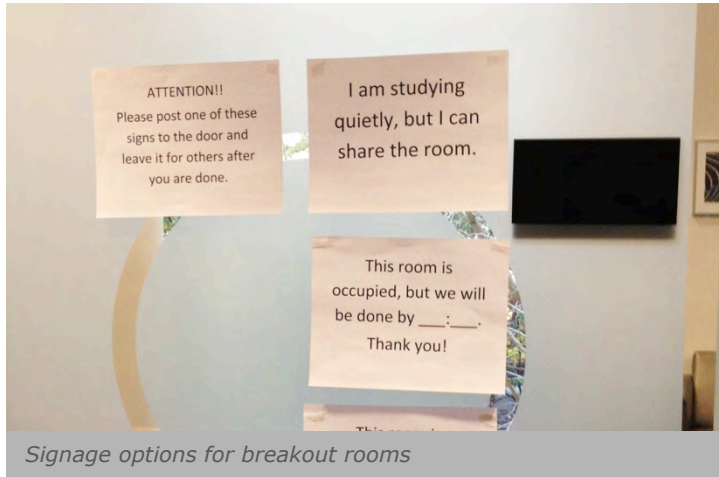 ATTENTION!!
Please post one of these
signs to the door and
leave it for others after
you are done.
I am studying
quietly, but I can
share the room.
This room is
occupied, but we will
be done by ___:___.
Thank you!
Signage options for breakout rooms